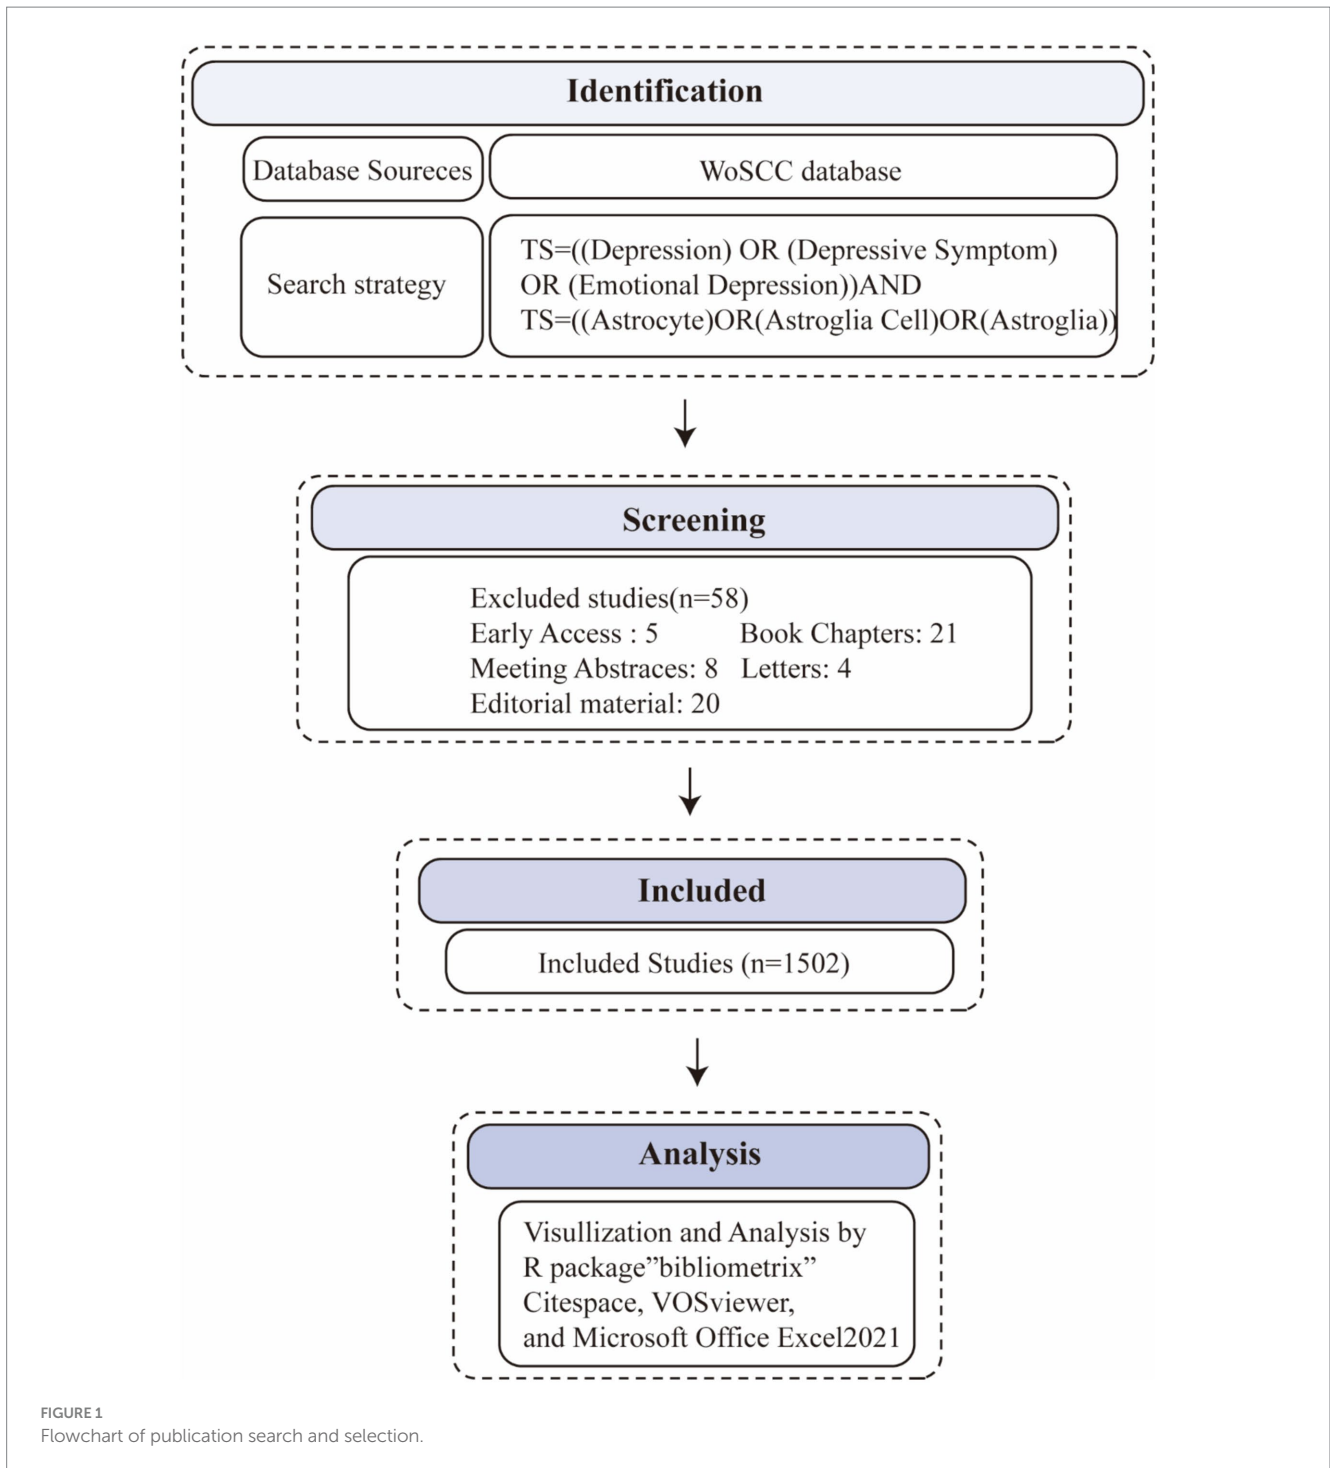 Identification
Database Soureces
WoSCC database
Search strategy
TS=((Depression) OR (Depressive Symptom)
OR (Emotional Depression))AND
TS=((Astrocyte)OR(Astroglia Cell)OR(Astroglia))
Screening
Excluded studies(n=58)
Early Access : 5 Book Chapters: 21
Meeting Abstraces: 8 Letters: 4
Editorial material: 20
Included
Included Studies (n=1502)
Analysis
Visullization and Analysis by
R package”bibliometrix”
Citespace, VOSviewer,
and Microsoft Office Excel2021
FIGURE 1
Flowchart of publication search and selection.